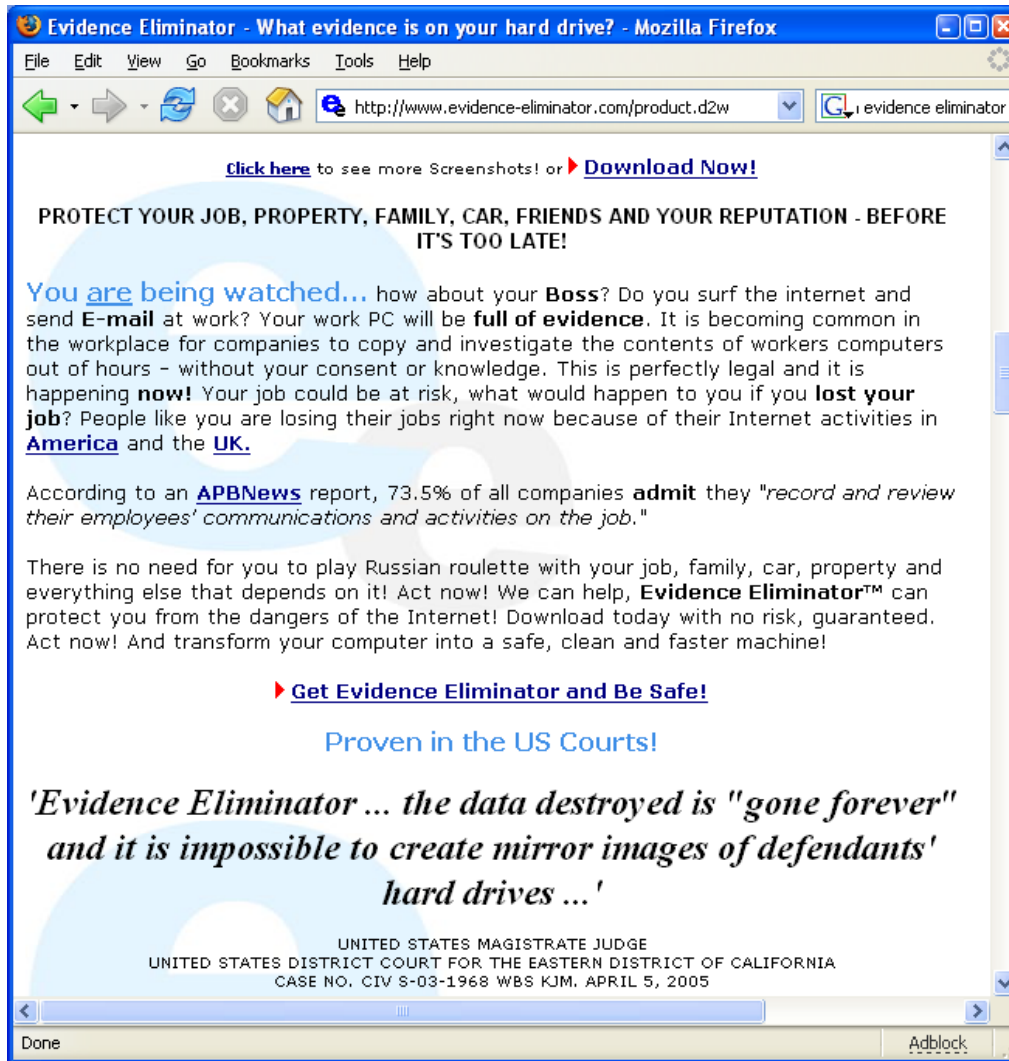 Evidence Eliminator - What evidence is on your hard drive? - Mozilla Firefox
File Edit View Go Bookmarks Tools Help
http://www.evidence-eliminator.com/product.d2w evidence eliminator
Click here to see more Screenshots! or Download Now!
PROTECT YOUR JOB, PROPERTY, FAMILY, CAR, FRIENDS AND YOUR REPUTATION - BEFORE
IT'S TOO LATE!
You are being watched... how about your Boss? Do you surf the internet and
send E-mail at work? Your work PC will be full of evidence. It is becoming common in
the workplace for companies to copy and investigate the contents of workers computers
out of hours - without your consent or knowledge. This is perfectly legal and it is
happening now! Your job could be at risk, what would happen to you if you lost your
job? People like you are losing their jobs right now because of their Internet activities in
America and the UK.
According to an APBNews report, 73.5% of all companies admit they "record and review
their employees' communications and activities on the job."
There is no need for you to play Russian roulette with your job, family, car, property and
everything else that depends on it! Act now! We can help, Evidence Eliminator™ can
protect you from the dangers of the Internet! Download today with no risk, guaranteed.
Act now! And transform your computer into a safe, clean and faster machine!
Get Evidence Eliminator and Be Safe!
Proven in the US Courts!
'Evidence Eliminator ... the data destroyed is "gone forever"
and it is impossible to create mirror images of defendants'
hard drives ...'
UNITED STATES MAGISTRATE JUDGE
UNITED STATES DISTRICT COURT FOR THE EASTERN DISTRICT OF CALIFORNIA
CASE NO. CIV S-03-1968 WBS KJM. APRIL 5, 2005
Done Adblock